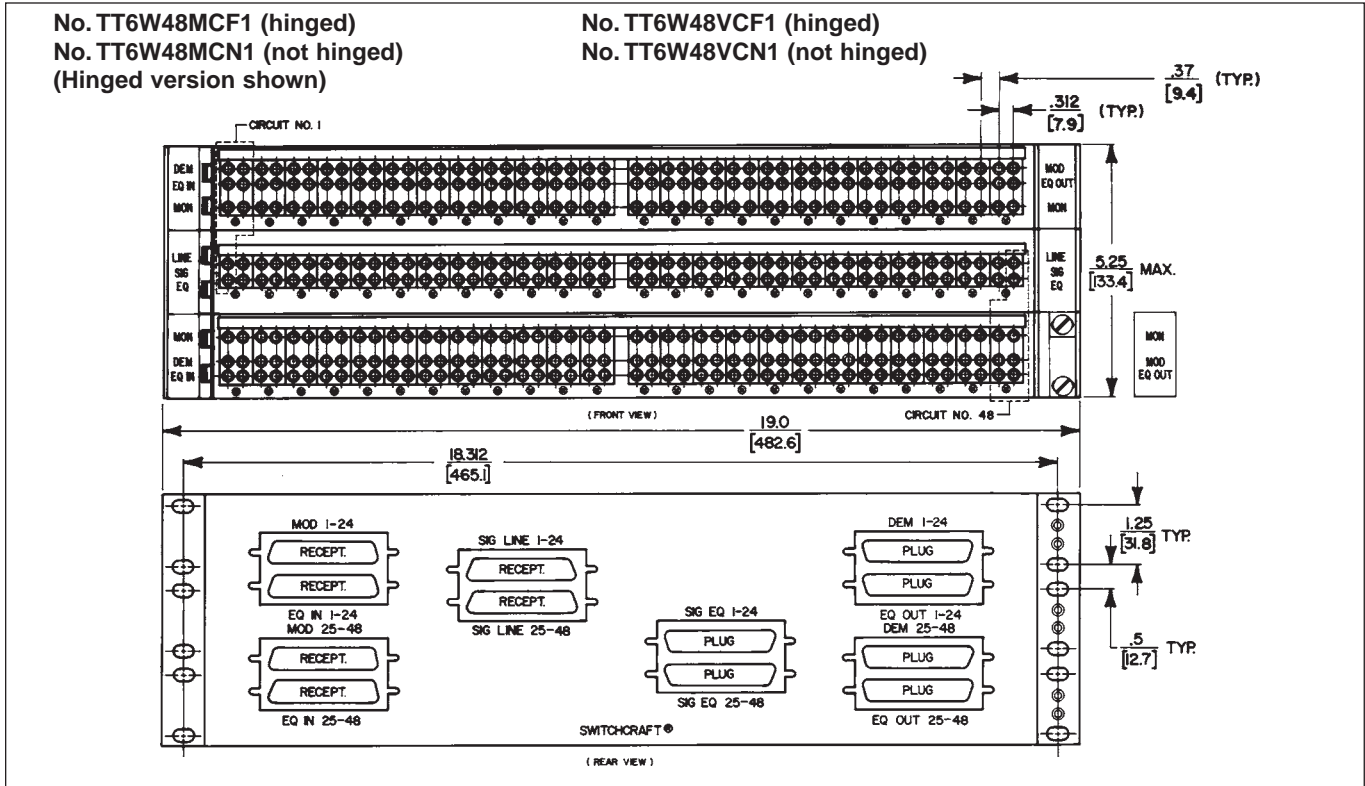 No. TT6W48MCF1 (hinged)
No. TT6W48MCN1 (not hinged)
(Hinged version shown)
No. TT6W48VCF1 (hinged)
No. TT6W48VCN1 (not hinged)
.37
[9.4]
(TYP.)
.312
[7.9]
(TYP.)
CIRCUIT NO. 1
DEM
EQ IN
MON
MOD
EQ OUT
MON
LINE
SIG
EQ
LINE
SIG
EQ
5.25
[133.4]
MAX.
MON
DEM
EQ IN
MON
MOD
EQ OUT
(FRONT VIEW)
CIRCUIT NO. 48
19.0
[482.6]
18.312
[465.1]
MOD 1-24
RECEPT.
RECEPT.
EQ IN 1-24
MOD 25-48
RECEPT.
RECEPT.
EQ IN 25-48
SIG LINE 1-24
RECEPT.
RECEPT.
SIG LINE 25-48
SIG EQ 1-24
PLUG
PLUG
SIG EQ 25-48
DEM 1-24
PLUG
PLUG
EQ OUT 1-24
DEM 25-48
PLUG
PLUG
EQ OUT 25-48
1.25
[31.8]
TYP.
.5
[12.7]
TYP.
SWITCHCRAFT®
(REAR VIEW)